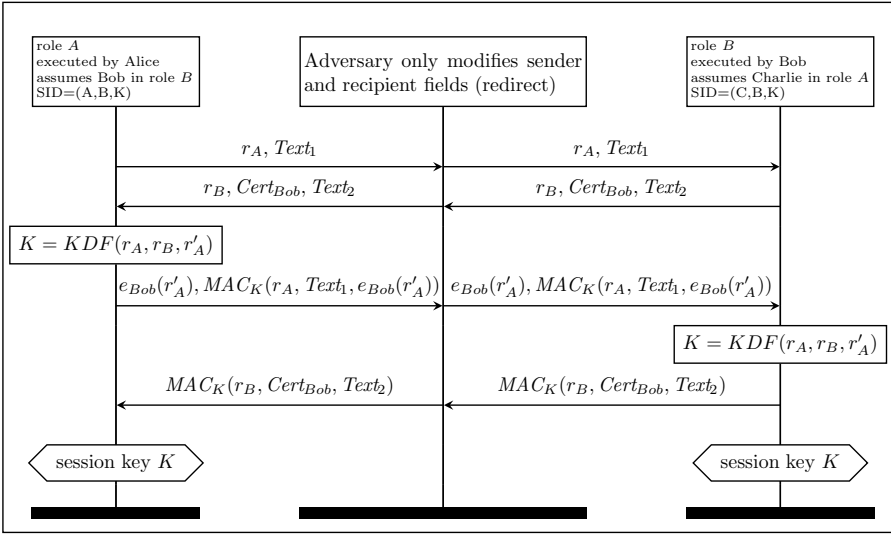 role A
executed by Alice
assumes Bob in role B
SID=(A,B,K)
Adversary only modifies sender
and recipient fields (redirect)
role B
executed by Bob
assumes Charlie in role A
SID=(C,B,K)
r_A, Text_1
r_A, Text_1
r_B, Cert_Bob, Text_2
r_B, Cert_Bob, Text_2
K = KDF(r_A, r_B, r'_A)
e_Bob(r'_A), MAC_K(r_A, Text_1, e_Bob(r'_A))
e_Bob(r'_A), MAC_K(r_A, Text_1, e_Bob(r'_A))
K = KDF(r_A, r_B, r'_A)
MAC_K(r_B, Cert_Bob, Text_2)
MAC_K(r_B, Cert_Bob, Text_2)
session key K
session key K